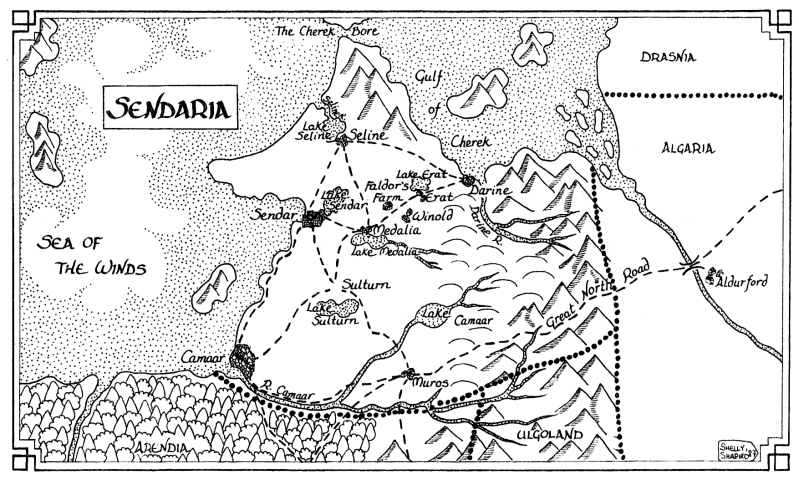 The Cherek Bore
DRASNIA
Gulf
of
Cherek
SENDARIA
ALGARIA
Lake
Seline
Seline
Lake Erat
Faldor's
Farm
Erat
Darine
Darine R.
Lake
Sendar
Sendar
Winold
Medalia
Lake Medalia
SEA OF
THE WINDS
Sulturn
Lake
Sulturn
Lake
Camaar
Great North Road
Aldurford
Camaar
R. Camaar
Muros
ARENDIA
ULGOLAND
SHELLY
SHAPIRO 83